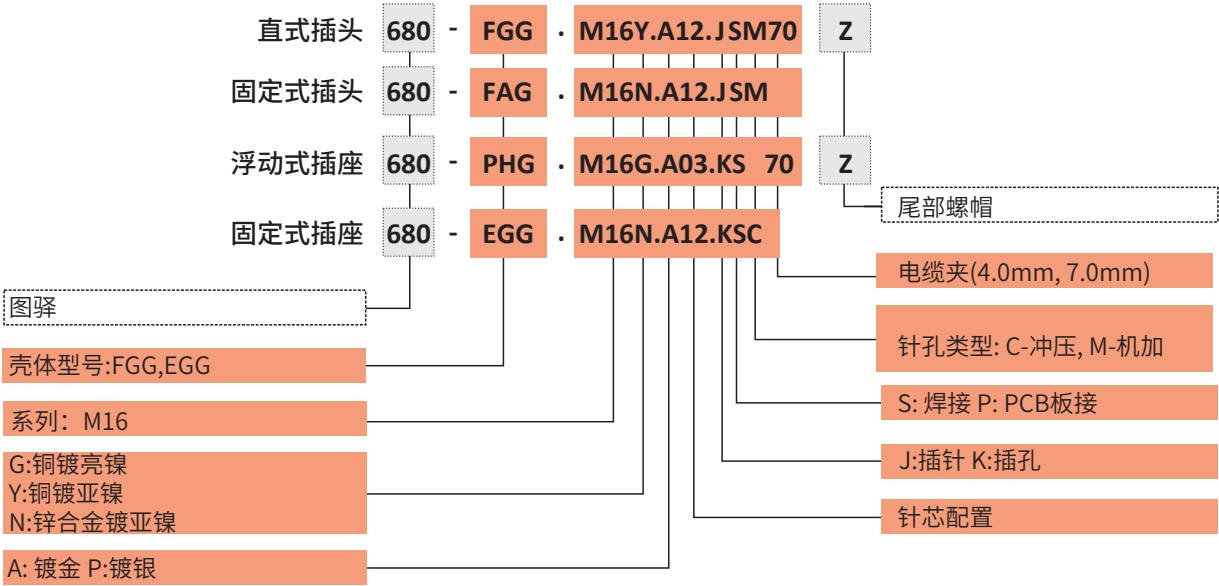 直式插头 680 - FGG . M16Y.A12.JSM70 Z
固定式插头 680 - FAG . M16N.A12.JSM
浮动式插座 680 - PHG . M16G.A03.KS 70 Z
固定式插座 680 - EGG . M16N.A12.KSC
尾部螺帽
电缆夹(4.0mm, 7.0mm)
图驿
针孔类型: C-冲压, M-机加
壳体型号:FGG,EGG
S: 焊接 P: PCB板接
系列：M16
J:插针 K:插孔
G:铜镀亮镍
Y:铜镀亚镍
N:锌合金镀亚镍
针芯配置
A: 镀金 P:镀银